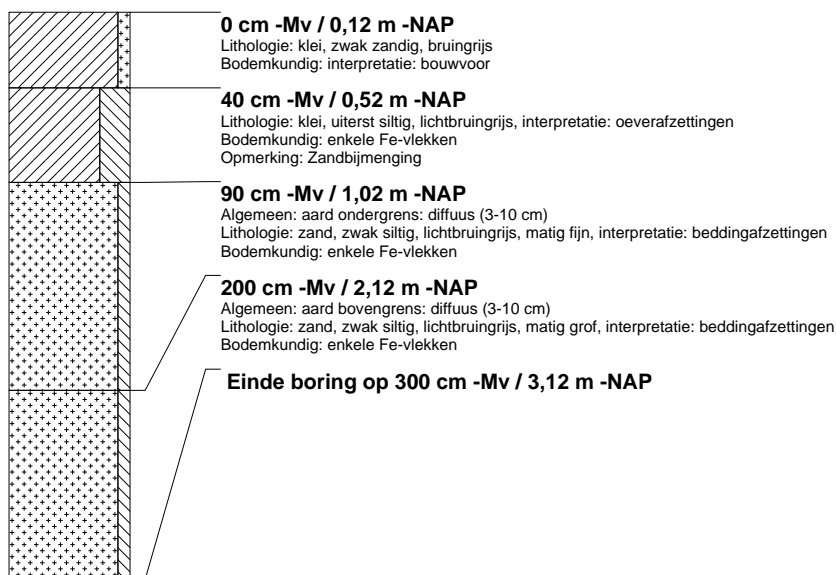 0 cm -Mv / 0,12 m -NAP
Lithologie: klei, zwak zandig, bruingrijs
Bodemkundig: interpretatie: bouwvoor
40 cm -Mv / 0,52 m -NAP
Lithologie: klei, uiterst siltig, lichtbruingrijs, interpretatie: oeverafzettingen
Bodemkundig: enkele Fe-vlekken
Opmerking: Zandbijmenging
90 cm -Mv / 1,02 m -NAP
Algemeen: aard ondergrens: diffuus (3-10 cm)
Lithologie: zand, zwak siltig, lichtbruingrijs, matig fijn, interpretatie: beddingafzettingen
Bodemkundig: enkele Fe-vlekken
200 cm -Mv / 2,12 m -NAP
Algemeen: aard bovengrens: diffuus (3-10 cm)
Lithologie: zand, zwak siltig, lichtbruingrijs, matig grof, interpretatie: beddingafzettingen
Bodemkundig: enkele Fe-vlekken
Einde boring op 300 cm -Mv / 3,12 m -NAP